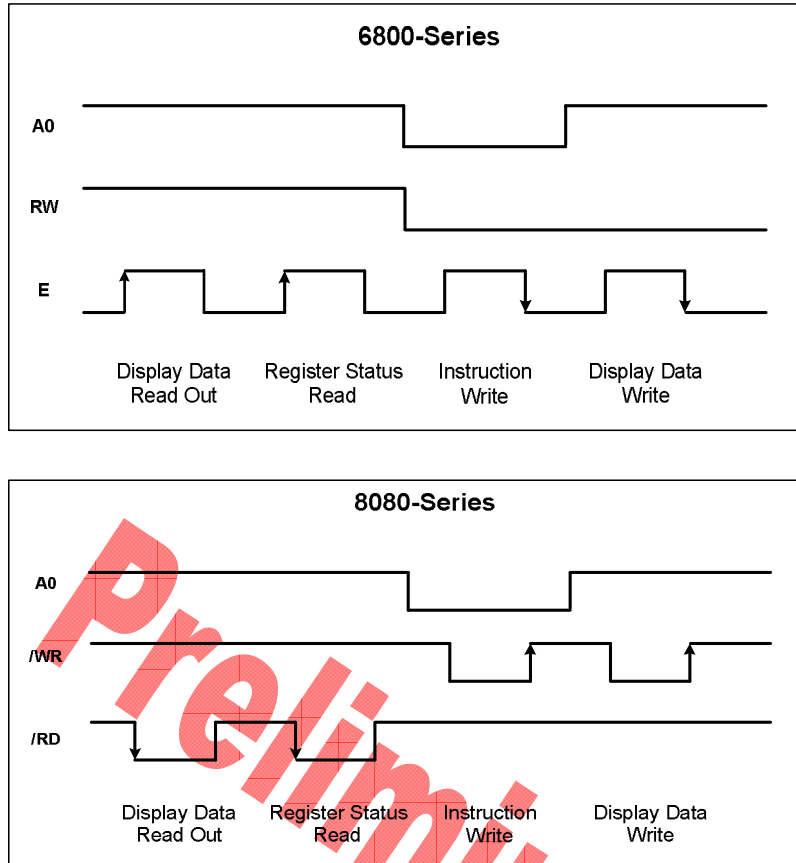 6800-Series
A0
RW
E
Display Data
Read Out
Register Status
Read
Instruction
Write
Display Data
Write
8080-Series
A0
/WR
/RD
Display Data
Read Out
Register Status
Read
Instruction
Write
Display Data
Write